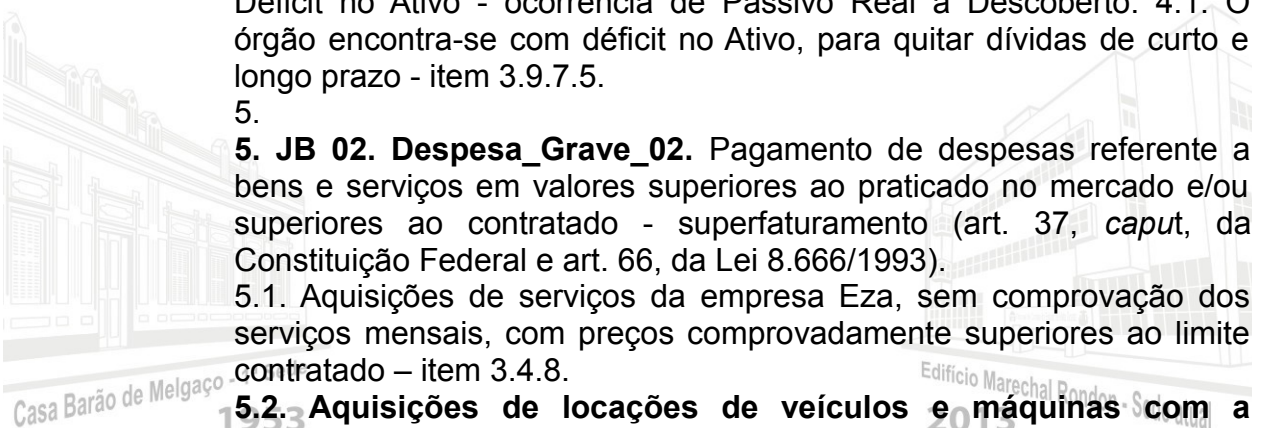 Déficit no Ativo - ocorrência de Passivo Real a Descoberto. 4.1. O
órgão encontra-se com déficit no Ativo, para quitar dívidas de curto e
longo prazo - item 3.9.7.5.
5.
5. JB 02. Despesa_Grave_02. Pagamento de despesas referente a
bens e serviços em valores superiores ao praticado no mercado e/ou
superiores ao contratado - superfaturamento (art. 37, caput, da
Constituição Federal e art. 66, da Lei 8.666/1993).
5.1. Aquisições de serviços da empresa Eza, sem comprovação dos
serviços mensais, com preços comprovadamente superiores ao limite
contratado – item 3.4.8.
5.2. Aquisições de locações de veículos e máquinas com a
Casa Barão de Melgaço -
1953
Edifício Marechal Rondon - Sede atual
2013